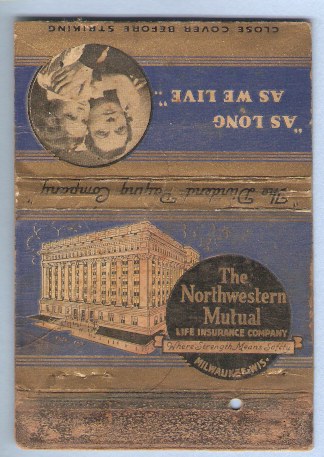 CLOSE COVER BEFORE STRIKING
"AS LONG
AS WE LIVE"..
"The Dividend Paying Company"
The
Northwestern
Mutual
LIFE INSURANCE COMPANY
"Where Strength Means Safety"
MILWAUKEE, WIS.